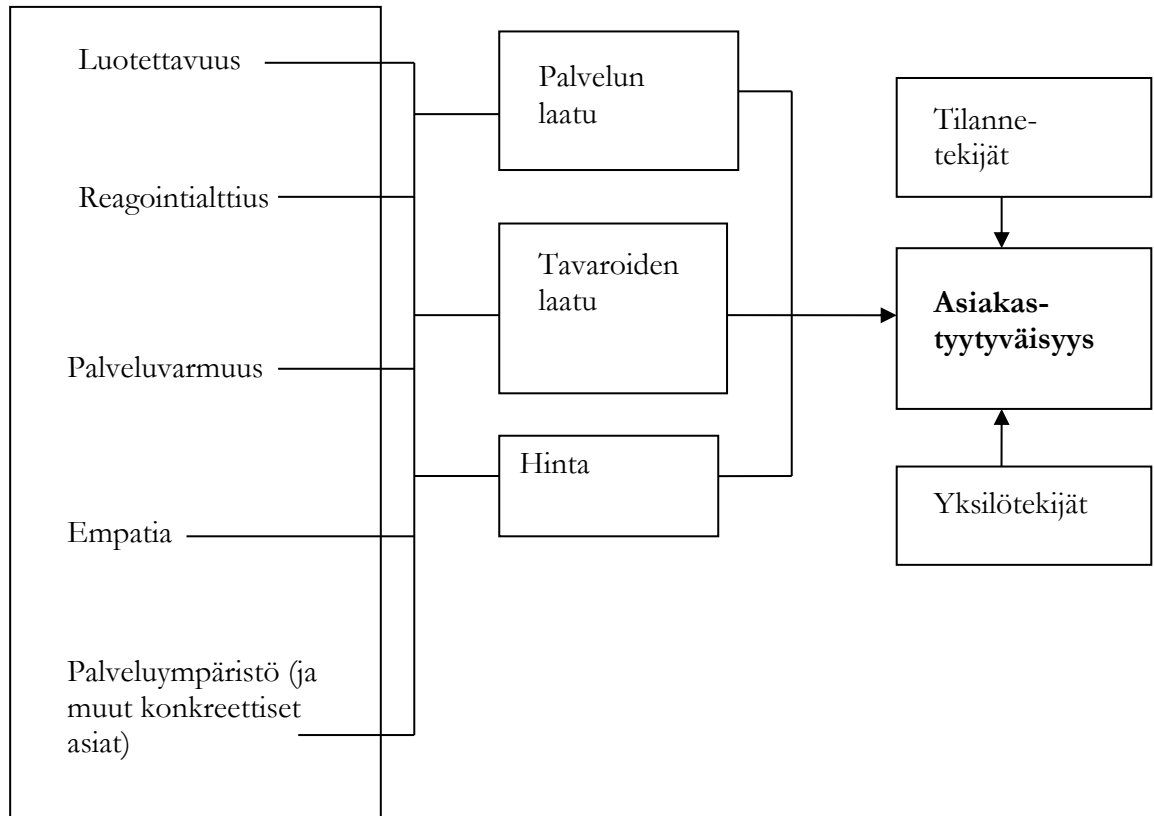 Luotettavuus
Reagointialttius
Palveluvarmuus
Empatia
Palveluympäristö (ja
muut konkreettiset
asiat)
Palvelun
laatu
Tavaroiden
laatu
Hinta
Tilanne-
tekijät
Asiakas-
tyytyväisyys
Yksilötekijät